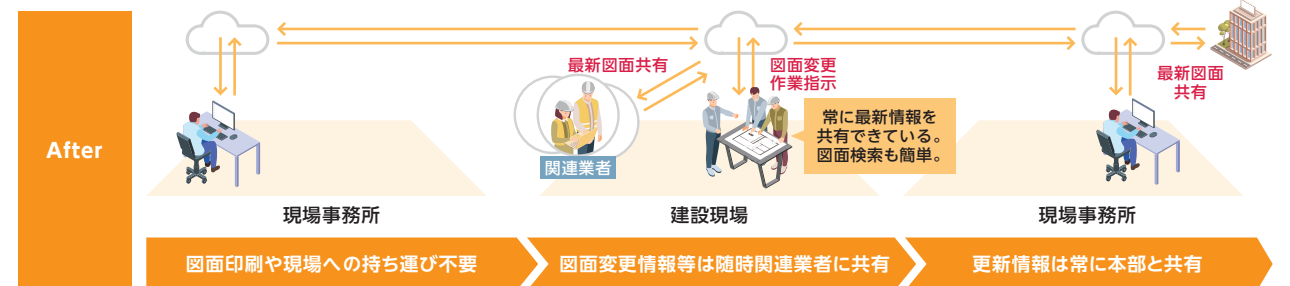 After
最新図面共有
関連業者
図面変更
作業指示
常に最新情報を
共有できている。
図面検索も簡単。
最新図面
共有
現場事務所
建設現場
現場事務所
図面印刷や現場への持ち運び不要
図面変更情報等は随時関連業者に共有
更新情報は常に本部と共有